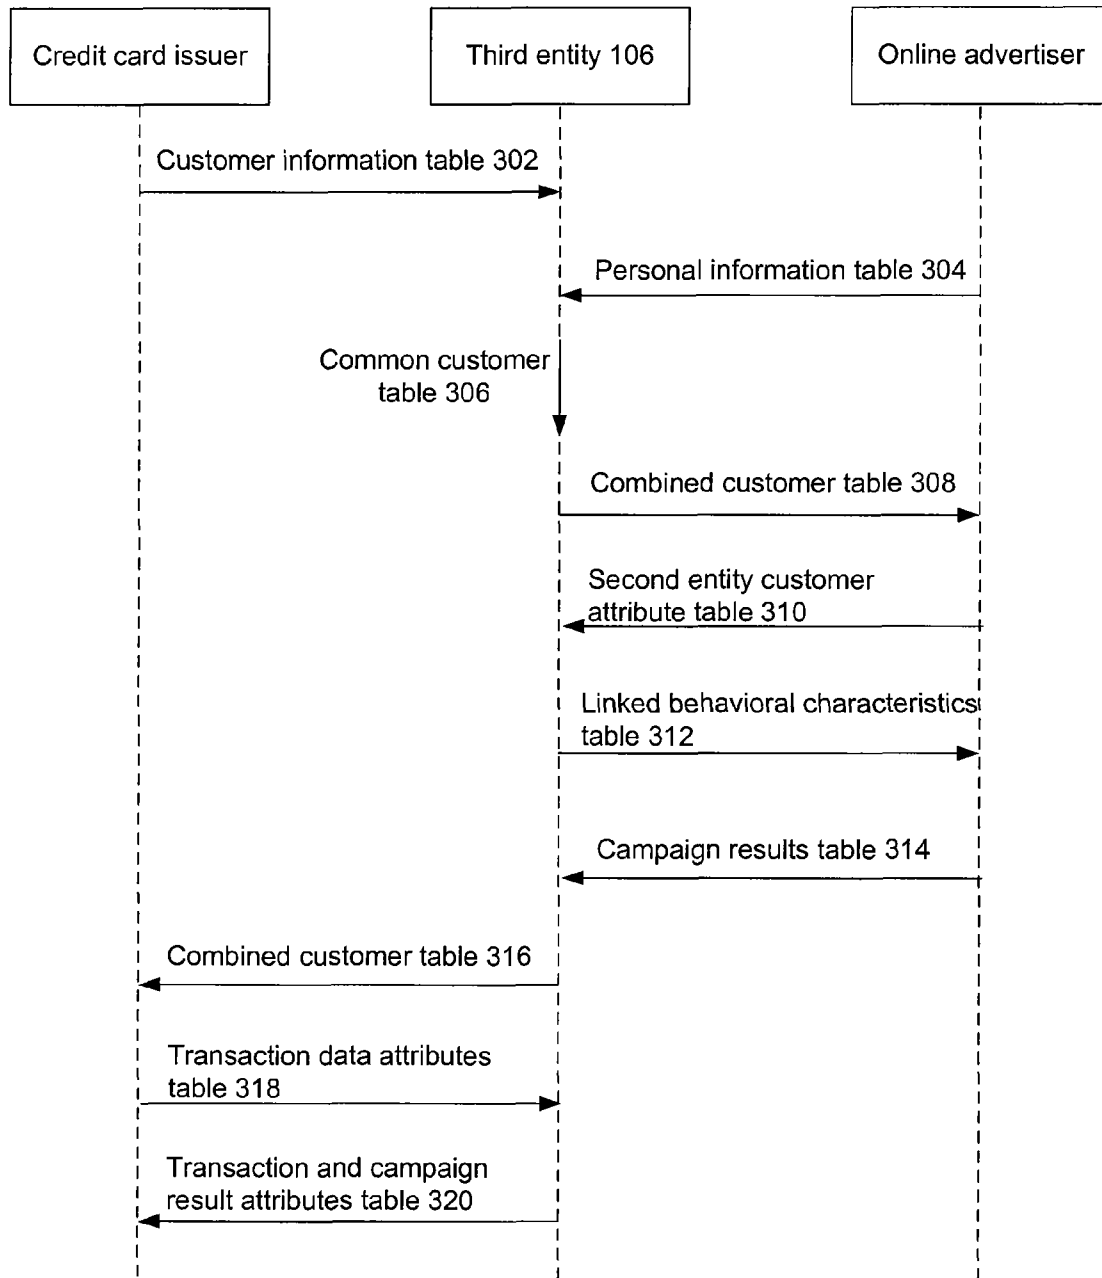 Credit card issuer
Third entity 106
Online advertiser
Customer information table 302
Personal information table 304
Common customer
table 306
Combined customer table 308
Second entity customer
attribute table 310
Linked behavioral characteristics
table 312
Campaign results table 314
Combined customer table 316
Transaction data attributes
table 318
Transaction and campaign
result attributes table 320